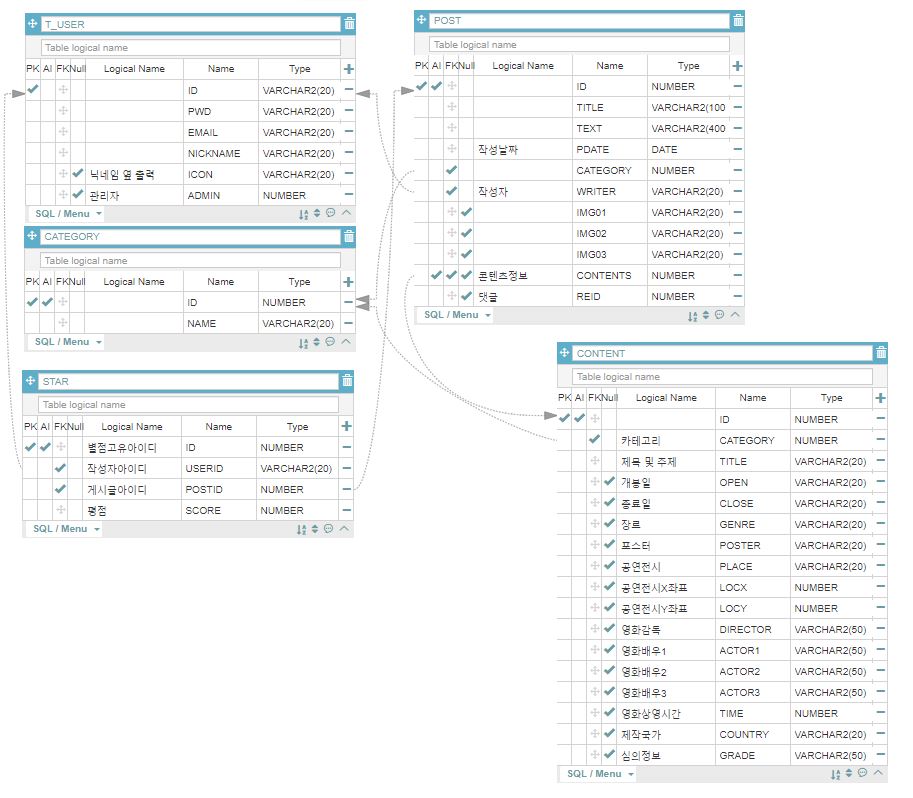 T_USER
Table logical name
PK AI FK Null Logical Name Name Type
ID VARCHAR2(20)
PWD VARCHAR2(20)
EMAIL VARCHAR2(20)
NICKNAME VARCHAR2(20)
닉네임 옆 출력 ICON VARCHAR2(20)
관리자 ADMIN NUMBER
SQL / Menu
CATEGORY
Table logical name
PK AI FK Null Logical Name Name Type
ID NUMBER
NAME VARCHAR2(20)
SQL / Menu
STAR
Table logical name
PK AI FK Null Logical Name Name Type
별점고유아이디 ID NUMBER
작성자아이디 USERID VARCHAR2(20)
게시글아이디 POSTID NUMBER
평점 SCORE NUMBER
SQL / Menu
POST
Table logical name
PK AI FK Null Logical Name Name Type
ID NUMBER
TITLE VARCHAR2(100
TEXT VARCHAR2(400
작성날짜 PDATE DATE
CATEGORY NUMBER
작성자 WRITER VARCHAR2(20)
IMG01 VARCHAR2(20)
IMG02 VARCHAR2(20)
IMG03 VARCHAR2(20)
콘텐츠정보 CONTENTS NUMBER
댓글 REID NUMBER
SQL / Menu
CONTENT
Table logical name
PK AI FK Null Logical Name Name Type
ID NUMBER
카테고리 CATEGORY NUMBER
제목 및 주제 TITLE VARCHAR2(20)
개봉일 OPEN VARCHAR2(20)
종료일 CLOSE VARCHAR2(20)
장르 GENRE VARCHAR2(20)
포스터 POSTER VARCHAR2(20)
공연전시 PLACE VARCHAR2(20)
공연전시X좌표 LOCX NUMBER
공연전시Y좌표 LOCY NUMBER
영화감독 DIRECTOR VARCHAR2(50)
영화배우1 ACTOR1 VARCHAR2(50)
영화배우2 ACTOR2 VARCHAR2(50)
영화배우3 ACTOR3 VARCHAR2(50)
영화상영시간 TIME NUMBER
제작국가 COUNTRY VARCHAR2(20)
심의정보 GRADE VARCHAR2(50)
SQL / Menu